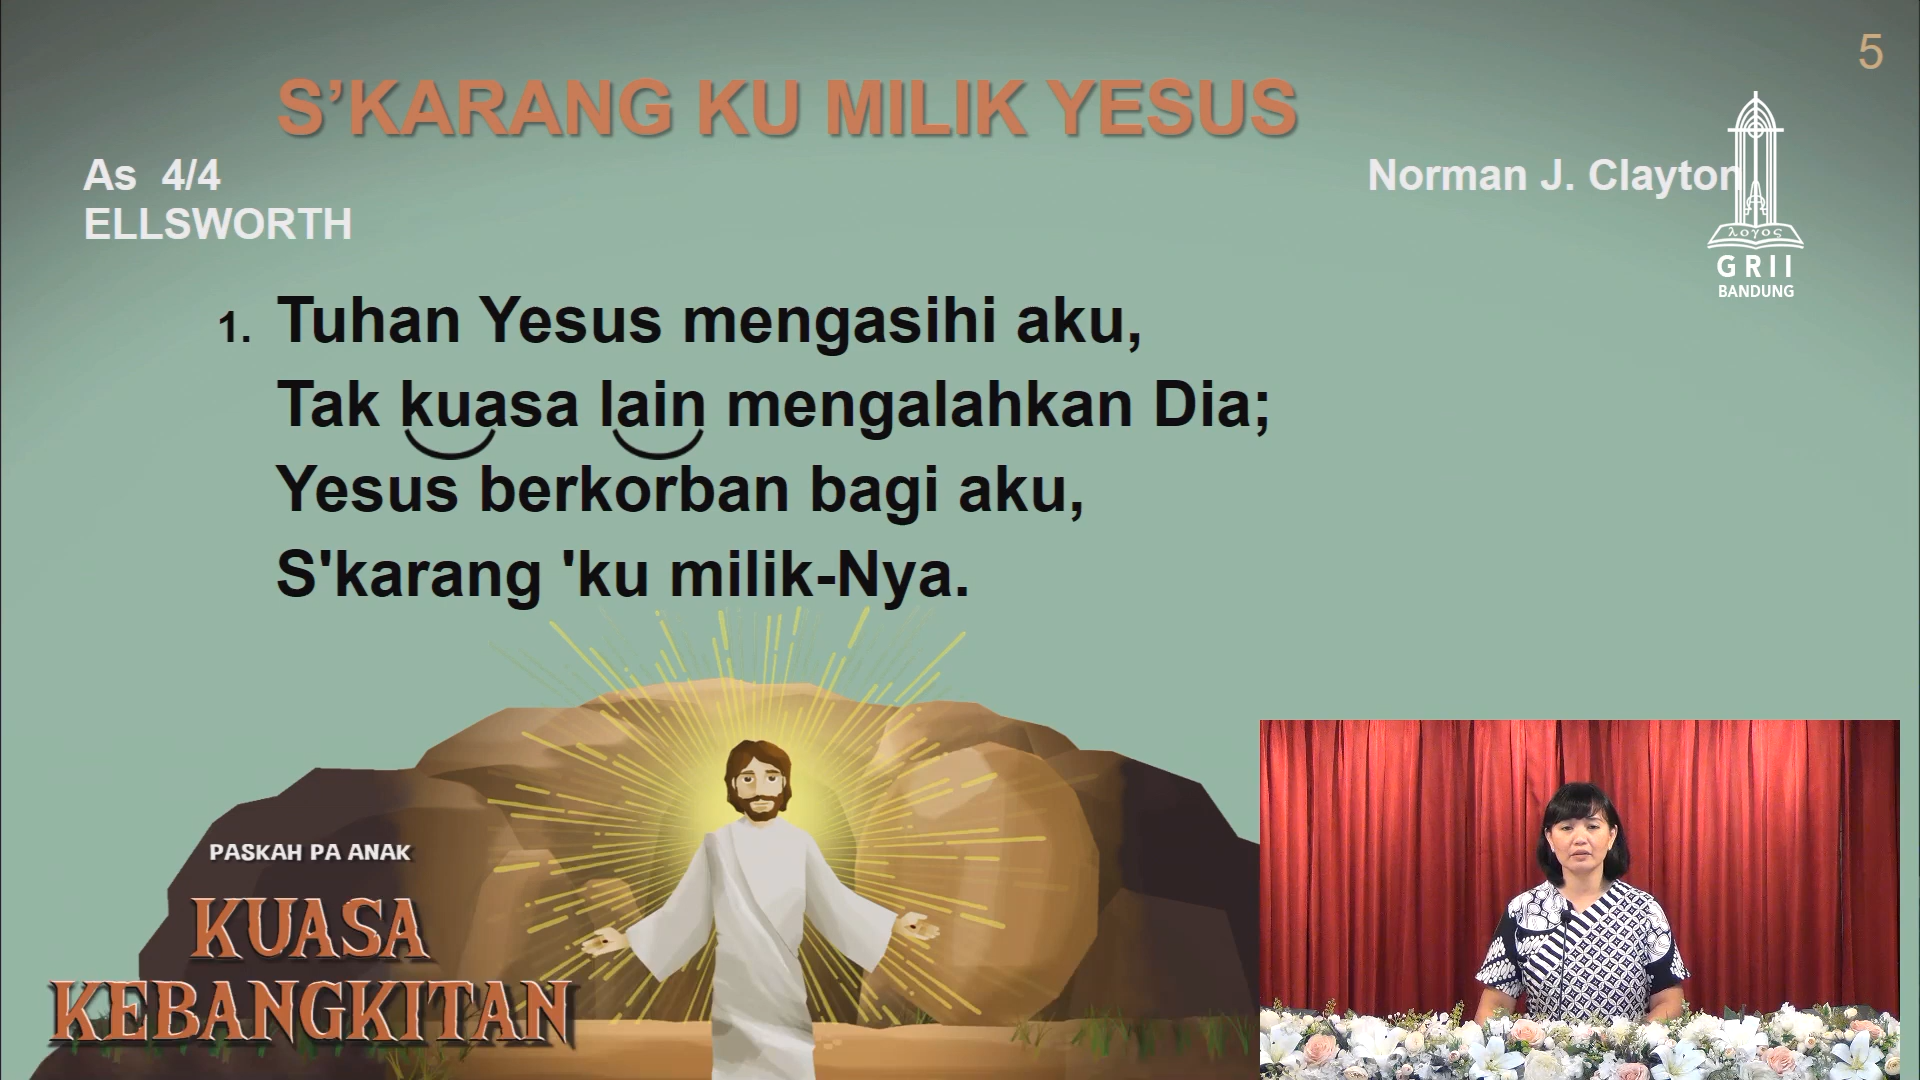 5
S’KARANG KU MILIK YESUS
As 4/4
Norman J. Clayton
ELLSWORTH
λογος
GRII
BANDUNG
1. Tuhan Yesus mengasihi aku,
Tak kuasa lain mengalahkan Dia;
Yesus berkorban bagi aku,
S'karang 'ku milik-Nya.
PASKAH PA ANAK
KUASA
KEBANGKITAN